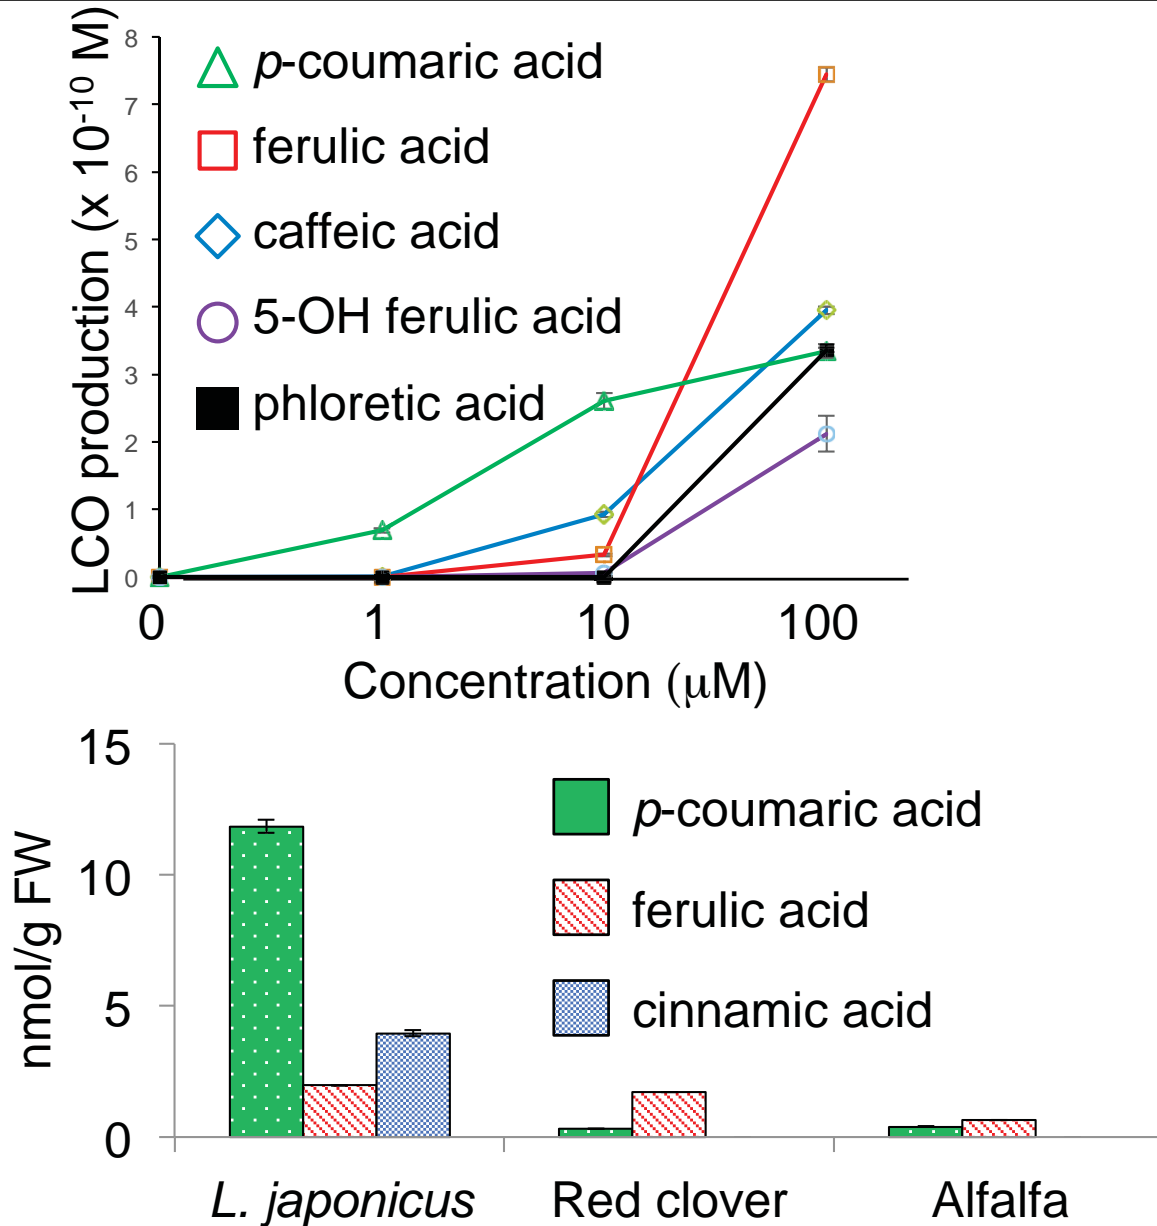 LCO production (x 10⁻¹⁰ M)
8
7
6
5
4
3
2
1
0
p-coumaric acid
ferulic acid
caffeic acid
5-OH ferulic acid
phloretic acid
0 1 10 100
Concentration (μM)
nmol/g FW
15
10
5
0
p-coumaric acid
ferulic acid
cinnamic acid
L. japonicus Red clover Alfalfa